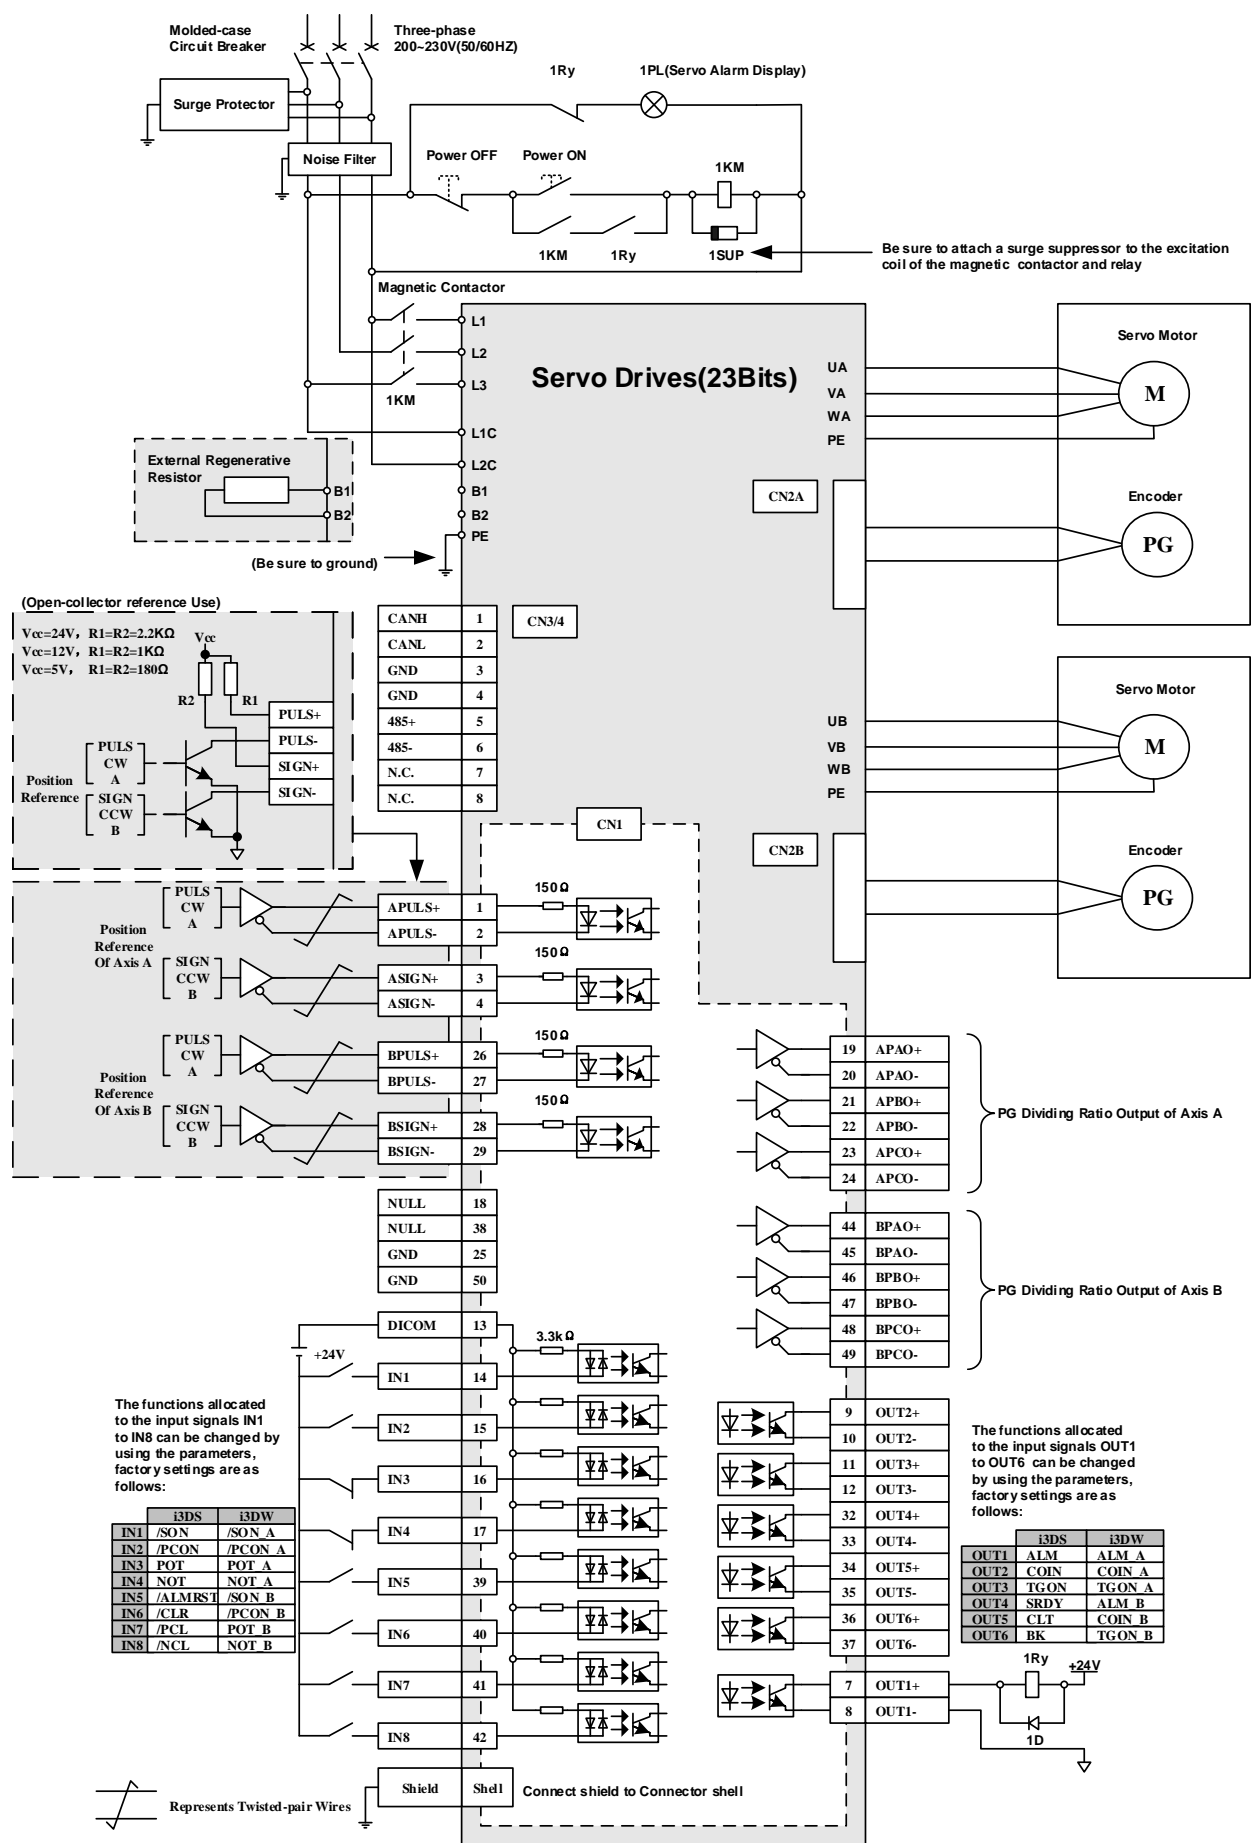 Molded-case
Circuit Breaker
Three-phase
200~230V(50/60HZ)
Surge Protector
Noise Filter
1Ry
1PL(Servo Alarm Display)
Power OFF
Power ON
1KM
1KM
1Ry
1SUP
Be sure to attach a surge suppressor to the excitation
coil of the magnetic contactor and relay
Magnetic Contactor
L1
L2
L3
1KM
L1C
L2C
B1
B2
PE
Servo Drives(23Bits)
UA
VA
WA
PE
Servo Motor
M
CN2A
Encoder
PG
External Regenerative
Resistor
B1
B2
(Be sure to ground)
(Open-collector reference Use)
Vcc=24V, R1=R2=2.2KΩ
Vcc=12V, R1=R2=1KΩ
Vcc=5V, R1=R2=180Ω
Vcc
R2
R1
PULS+
PULS-
SIGN+
SIGN-
Position
Reference
PULS
CW
A
SIGN
CCW
B
CANH 1
CANL 2
GND 3
GND 4
485+ 5
485- 6
N.C. 7
N.C. 8
CN3/4
Servo Motor
UB
VB
WB
PE
M
CN1
CN2B
Encoder
PG
Position
Reference
Of Axis A
PULS
CW
A
SIGN
CCW
B
APULS+ 1
APULS- 2
ASIGN+ 3
ASIGN- 4
150Ω
150Ω
Position
Reference
Of Axis B
PULS
CW
A
SIGN
CCW
B
BPULS+ 26
BPULS- 27
BSIGN+ 28
BSIGN- 29
150Ω
150Ω
19 APAO+
20 APAO-
21 APBO+
22 APBO-
23 APCO+
24 APCO-
PG Dividing Ratio Output of Axis A
NULL 18
NULL 38
GND 25
GND 50
44 BPAO+
45 BPAO-
46 BPBO+
47 BPBO-
48 BPCO+
49 BPCO-
PG Dividing Ratio Output of Axis B
DICOM 13
+24V
3.3kΩ
IN1 14
IN2 15
IN3 16
IN4 17
IN5 39
IN6 40
IN7 41
IN8 42
The functions allocated
to the input signals IN1
to IN8 can be changed by
using the parameters,
factory settings are as
follows:
i3DS i3DW
IN1 /SON /SON_A
IN2 /PCON /PCON_A
IN3 POT POT_A
IN4 NOT NOT_A
IN5 /ALMRST /SON_B
IN6 /CLR /PCON_B
IN7 /PCL POT_B
IN8 /NCL NOT_B
9 OUT2+
10 OUT2-
11 OUT3+
12 OUT3-
32 OUT4+
33 OUT4-
34 OUT5+
35 OUT5-
36 OUT6+
37 OUT6-
7 OUT1+
8 OUT1-
The functions allocated
to the input signals OUT1
to OUT6 can be changed
by using the parameters,
factory settings are as
follows:
i3DS i3DW
OUT1 ALM ALM_A
OUT2 COIN COIN_A
OUT3 TGON TGON_A
OUT4 SRDY ALM_B
OUT5 CLT COIN_B
OUT6 BK TGON_B
1Ry
+24V
1D
Shield Shell
Connect shield to Connector shell
Represents Twisted-pair Wires